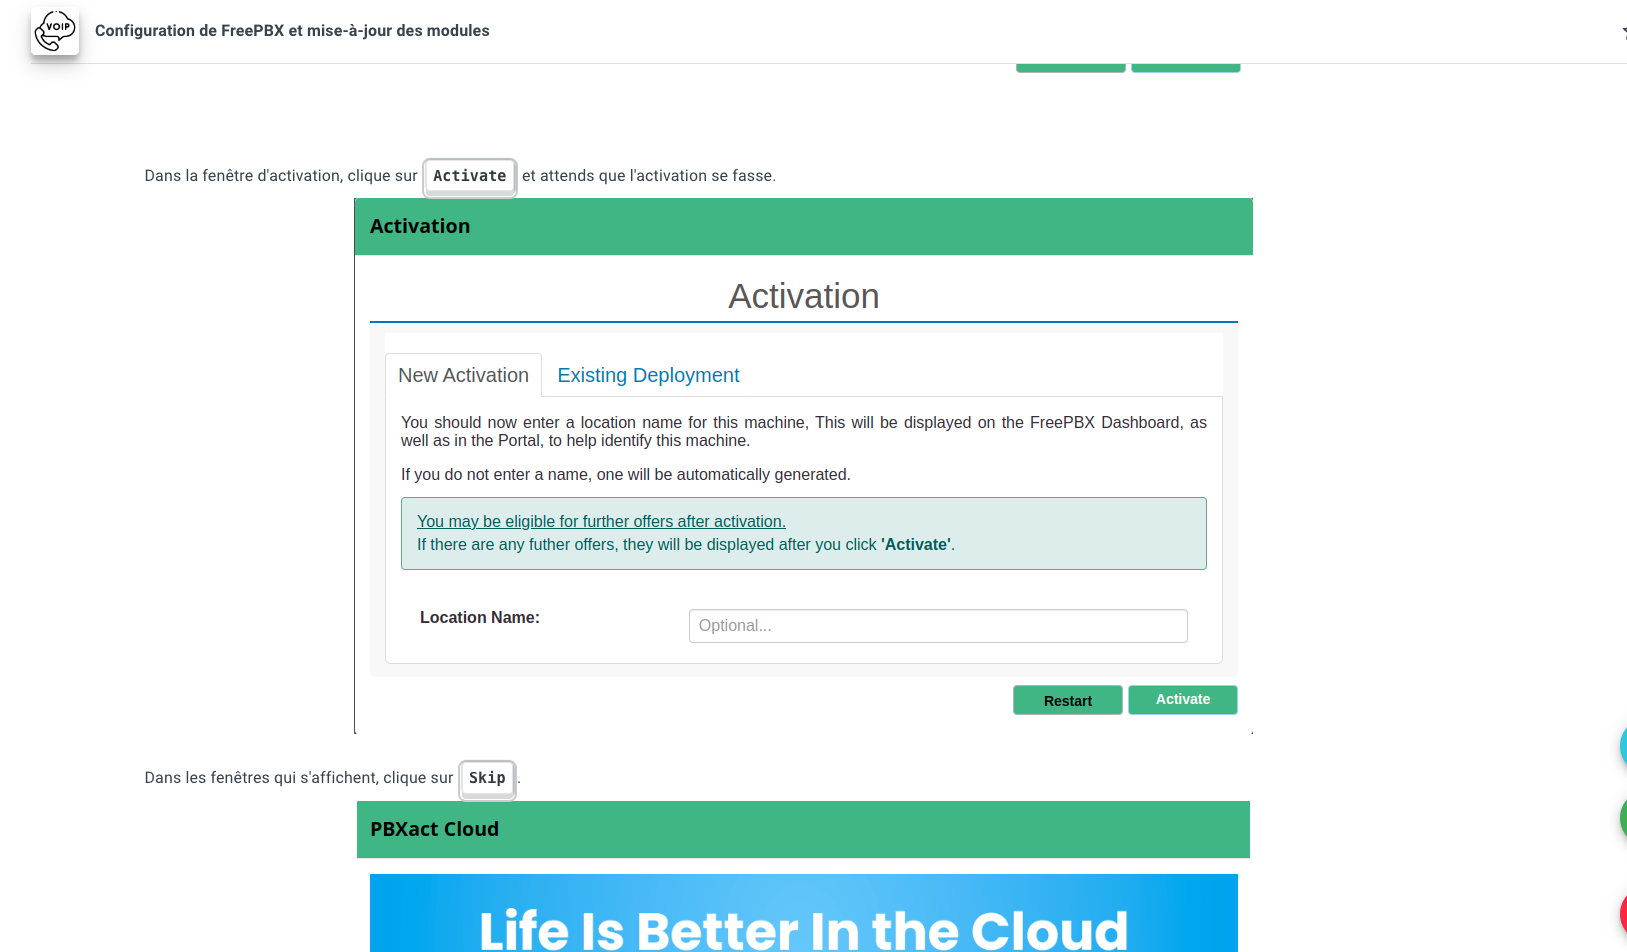 VOIP
Configuration de FreePBX et mise-à-jour des modules
Dans la fenêtre d'activation, clique sur Activate et attends que l'activation se fasse.
Activation
Activation
New Activation Existing Deployment
You should now enter a location name for this machine, This will be displayed on the FreePBX Dashboard, as
well as in the Portal, to help identify this machine.
If you do not enter a name, one will be automatically generated.
You may be eligible for further offers after activation.
If there are any futher offers, they will be displayed after you click 'Activate'.
Location Name: Optional...
Restart Activate
Dans les fenêtres qui s'affichent, clique sur Skip.
PBXact Cloud
Life Is Better In the Cloud